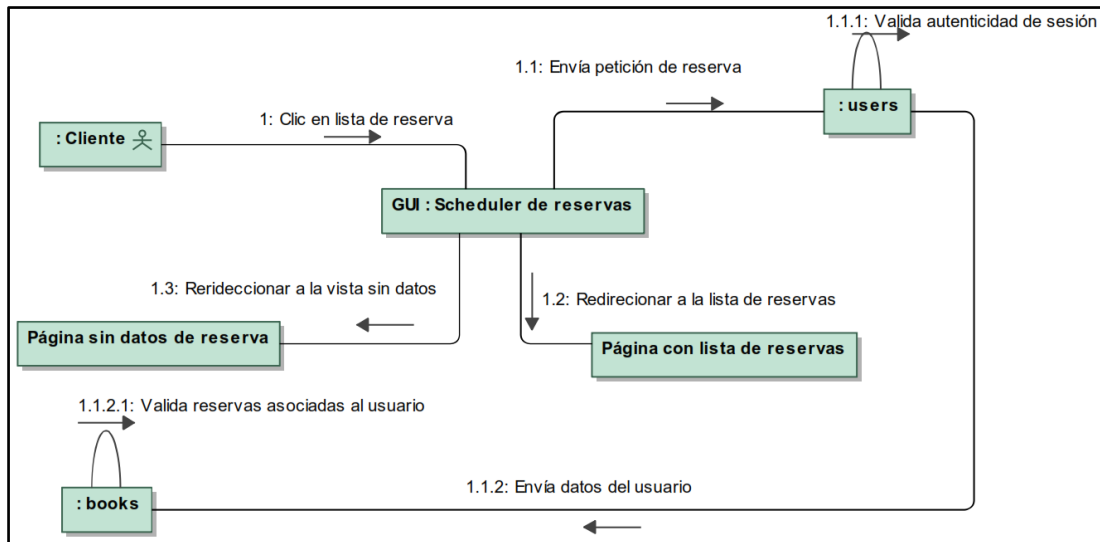 1.1.1: Valida autenticidad de sesión
1.1: Envía petición de reserva
: users
1: Clic en lista de reserva
: Cliente
GUI : Scheduler de reservas
1.3: Rerideccionar a la vista sin datos
1.2: Redirecionar a la lista de reservas
Página sin datos de reserva
Página con lista de reservas
1.1.2.1: Valida reservas asociadas al usuario
1.1.2: Envía datos del usuario
: books